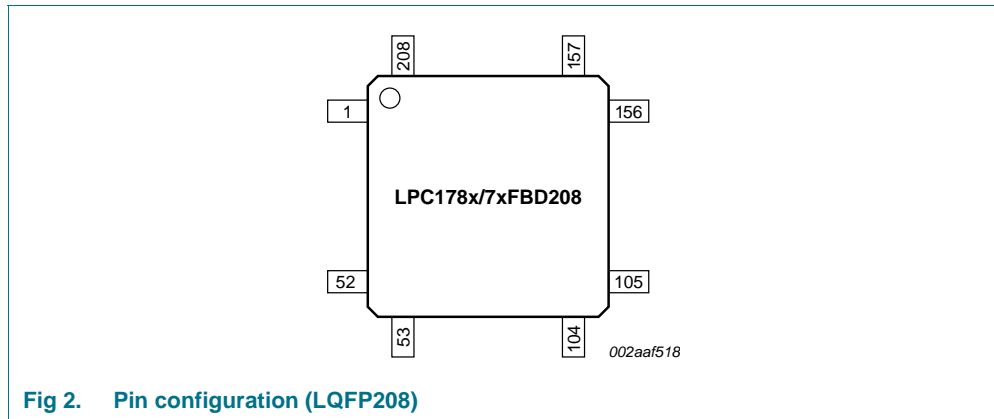 208 157
1 156
LPC178x/7xFBD208
52 105
53 104
002aaf518
Fig 2. Pin configuration (LQFP208)